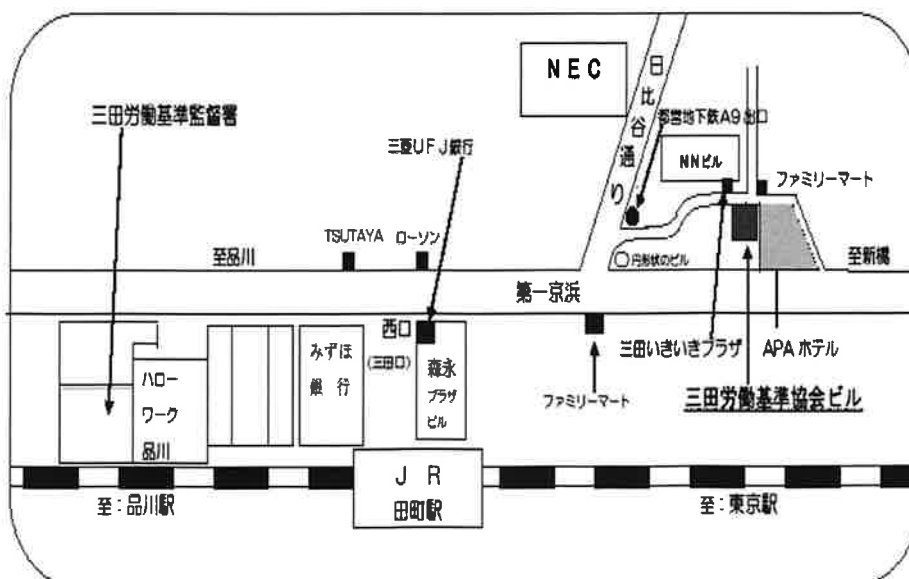 NEC
日比谷通り
三田労働基準監督署
都営地下鉄A9出口
三菱UFJ銀行
NNビル
ファミリーマート
TSUTAYA
ローソン
至品川
円形状のビル
至新橋
第一京浜
西口
(三田口)
みずほ
銀行
森永
プラザ
ビル
三田いきいきプラザ
APAホテル
ハロー
ワーク
品川
ファミリーマート
三田労働基準協会ビル
JR
田町駅
至:品川駅
至:東京駅